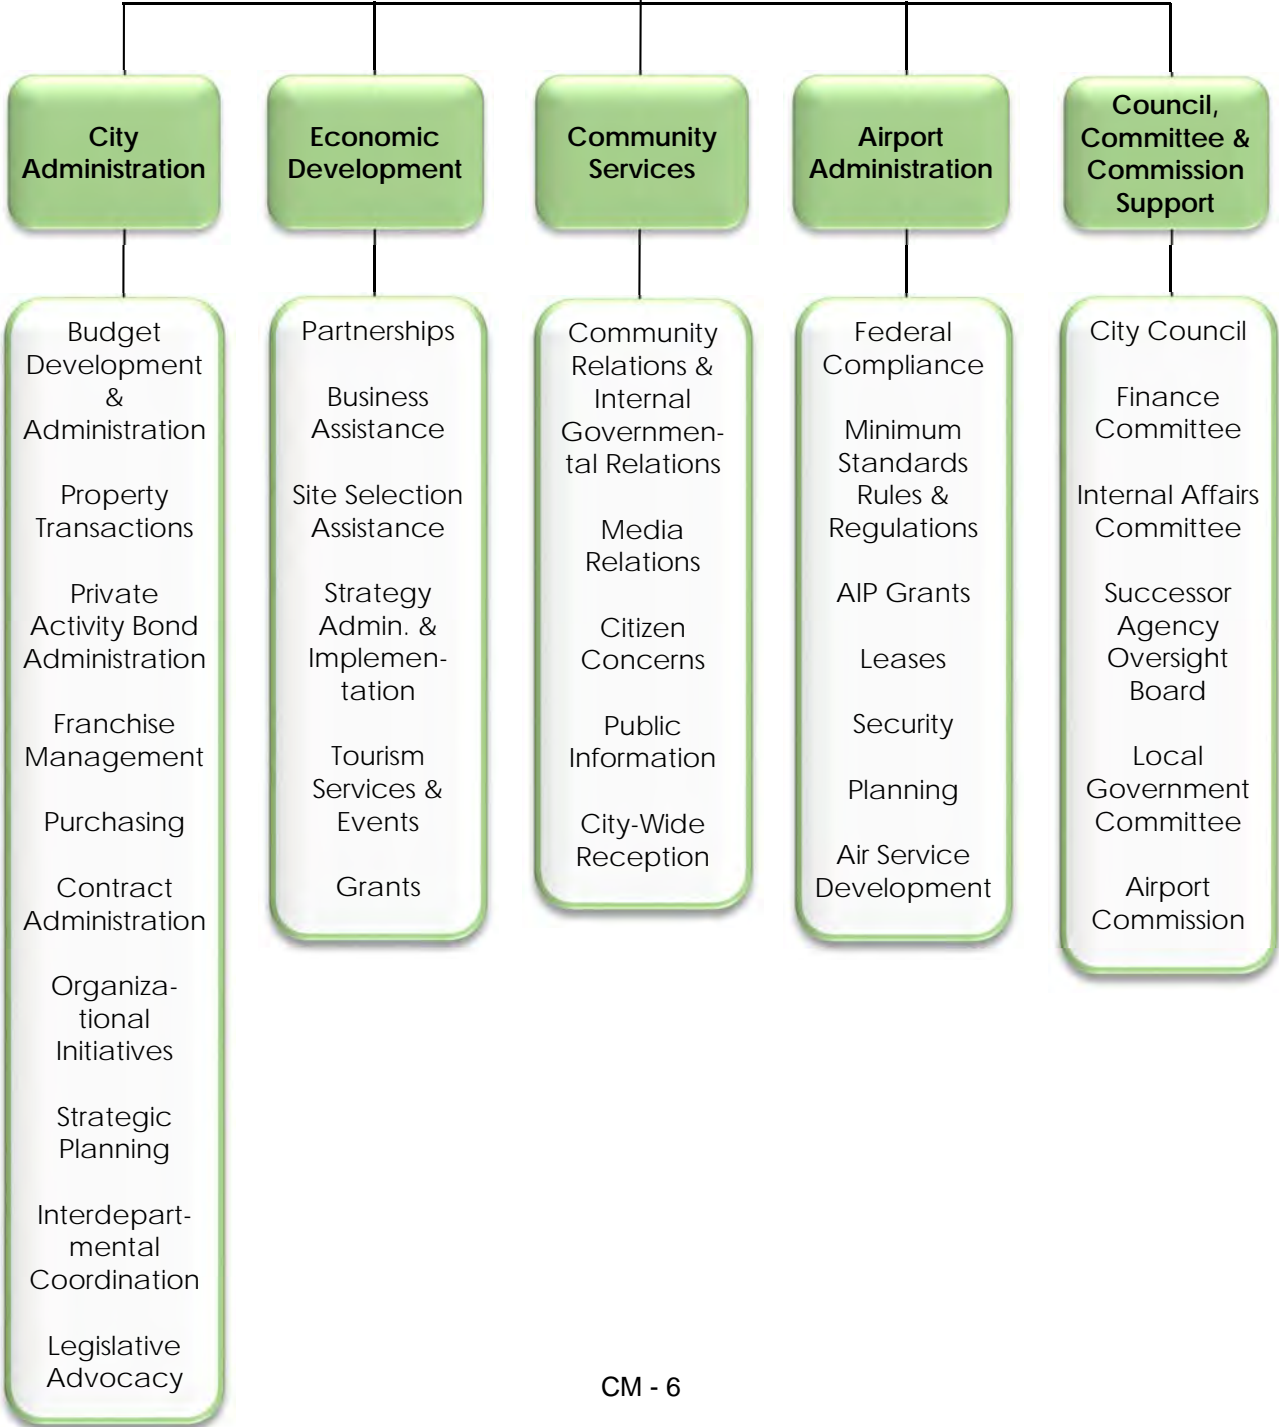 City
Administration
Economic
Development
Community
Services
Airport
Administration
Council,
Committee &
Commission
Support
Budget
Development
&
Administration
Property
Transactions
Private
Activity Bond
Administration
Franchise
Management
Purchasing
Contract
Administration
Organiza-
tional
Initiatives
Strategic
Planning
Interdepart-
mental
Coordination
Legislative
Advocacy
Partnerships
Business
Assistance
Site Selection
Assistance
Strategy
Admin. &
Implemen-
tation
Tourism
Services &
Events
Grants
Community
Relations &
Internal
Governmen-
tal Relations
Media
Relations
Citizen
Concerns
Public
Information
City-Wide
Reception
Federal
Compliance
Minimum
Standards
Rules &
Regulations
AIP Grants
Leases
Security
Planning
Air Service
Development
City Council
Finance
Committee
Internal Affairs
Committee
Successor
Agency
Oversight
Board
Local
Government
Committee
Airport
Commission
CM - 6